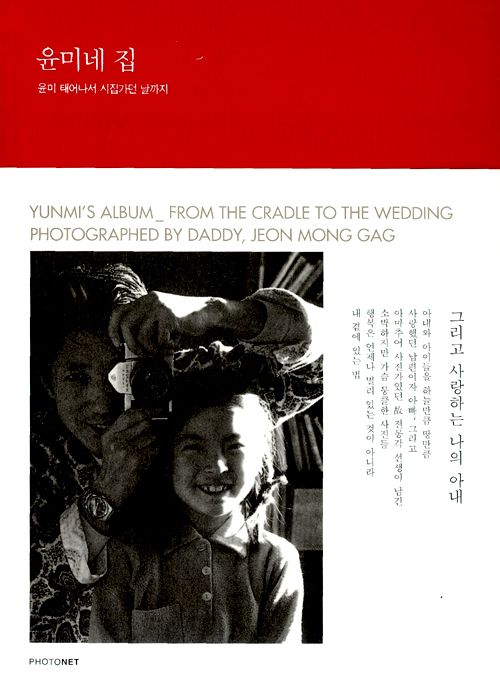 윤미네 집
윤미 태어나서 시집가던 날까지
YUNMI'S ALBUM_ FROM THE CRADLE TO THE WEDDING
PHOTOGRAPHED BY DADDY, JEON MONG GAG
그리고 사랑하는 나의 아내
아내와 아이들을 하늘만큼 땅만큼
사랑했던 남편이자 아빠, 그리고
아마추어 사진가였던 故 전몽각 선생이 남긴
소박하지만 가슴 뭉클한 사진들
행복은 언제나 멀리 있는 것이 아니라
내 곁에 있는 법
PHOTONET